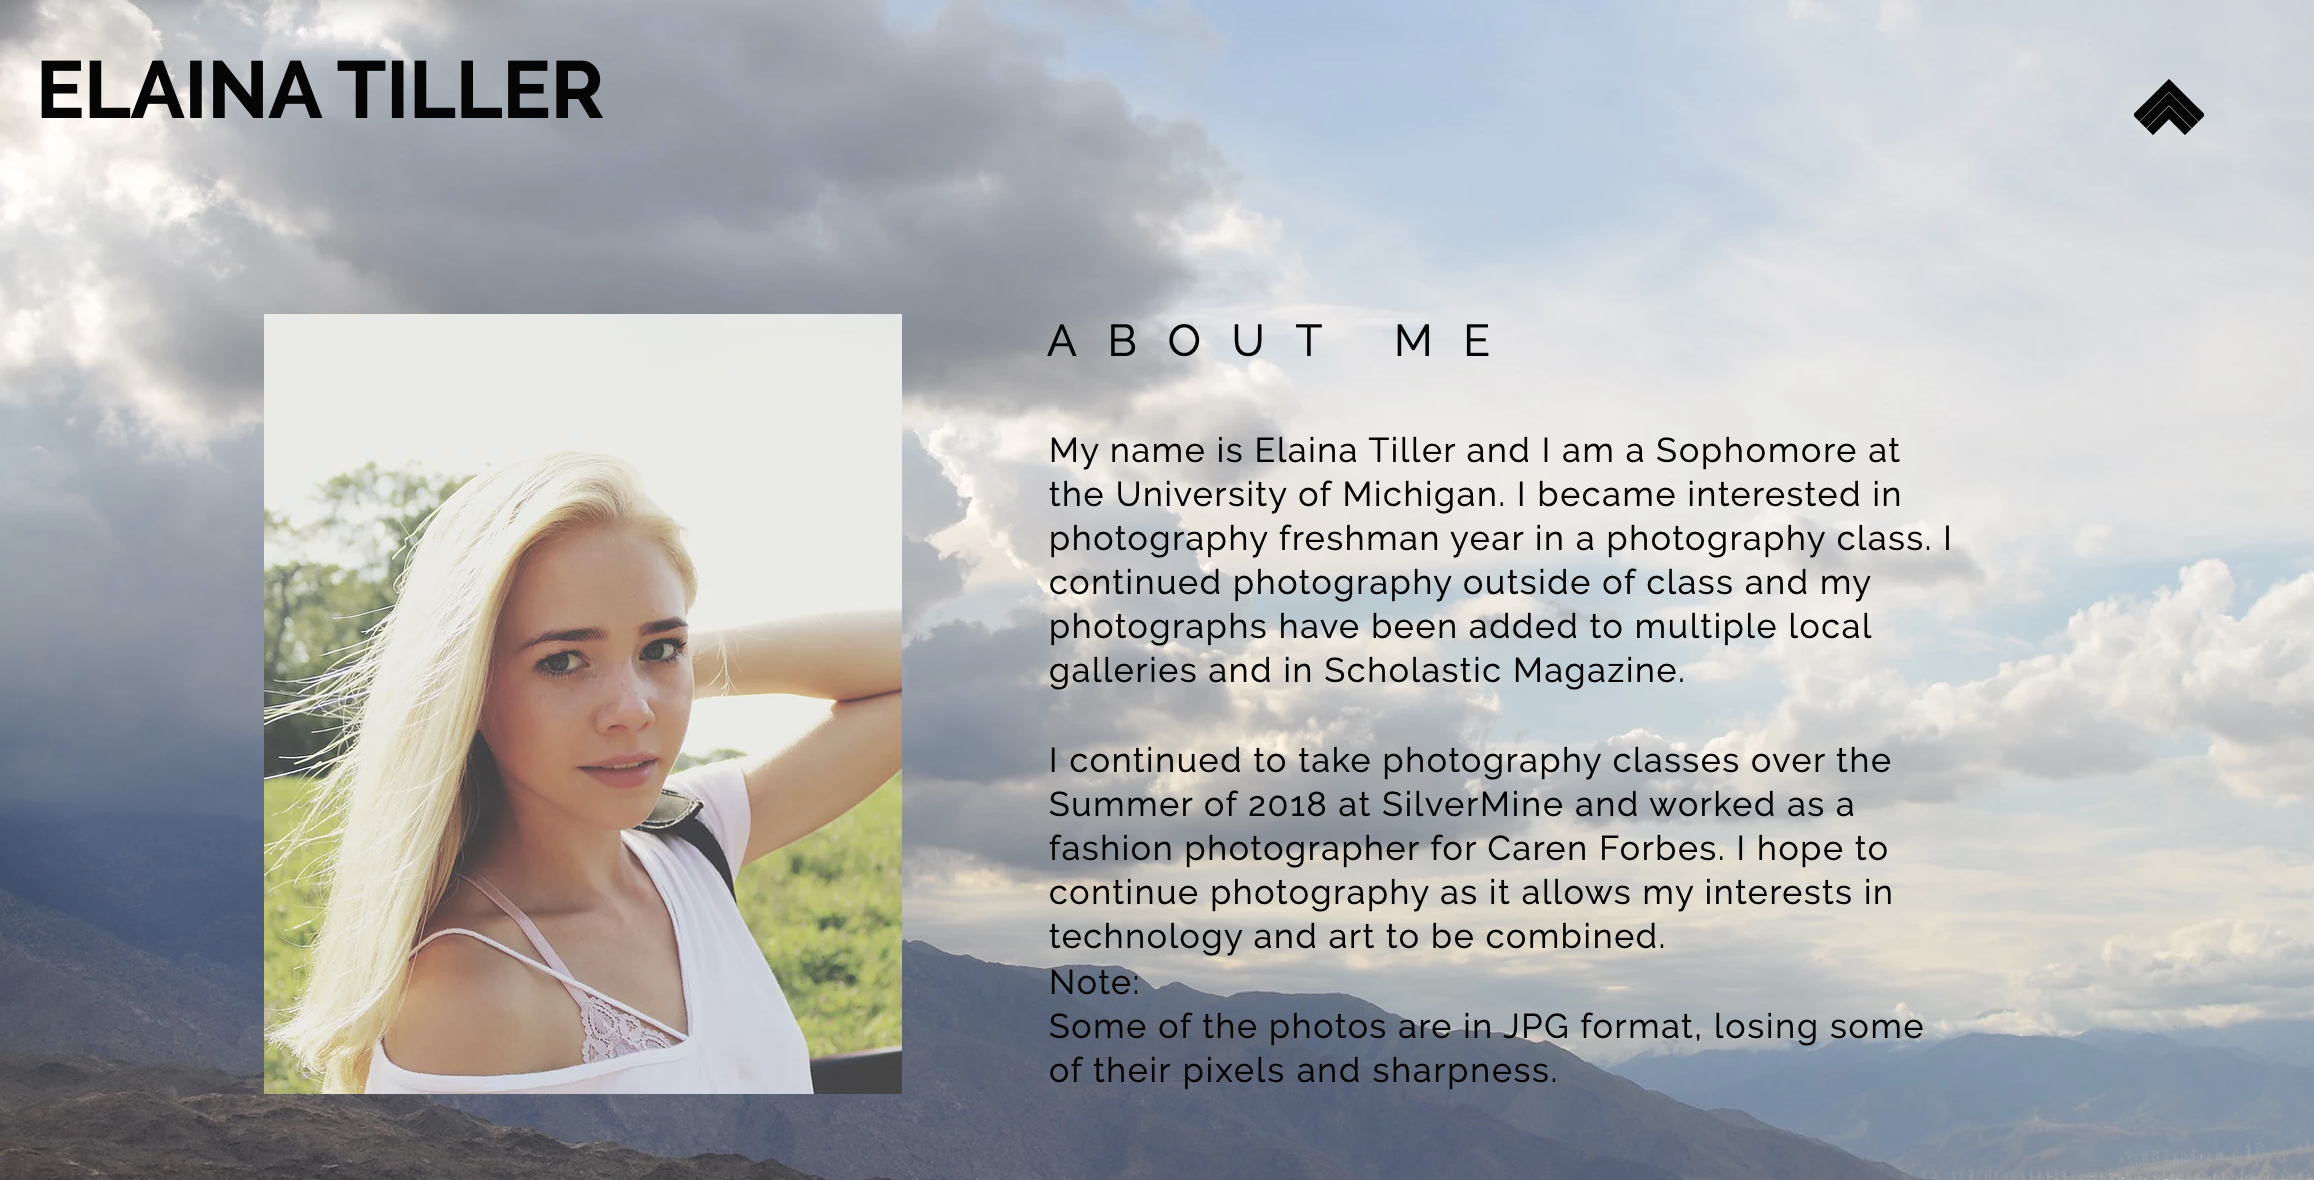 ELAINA TILLER
ABOUT ME
My name is Elaina Tiller and I am a Sophomore at
the University of Michigan. I became interested in
photography freshman year in a photography class. I
continued photography outside of class and my
photographs have been added to multiple local
galleries and in Scholastic Magazine.
I continued to take photography classes over the
Summer of 2018 at SilverMine and worked as a
fashion photographer for Caren Forbes. I hope to
continue photography as it allows my interests in
technology and art to be combined.
Note:
Some of the photos are in JPG format, losing some
of their pixels and sharpness.